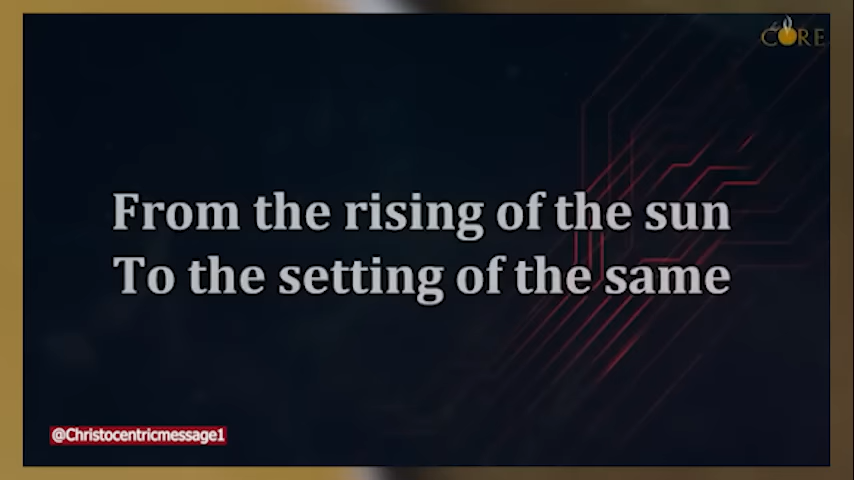 CORE
From the rising of the sun
To the setting of the same
@Christocentricmessage1